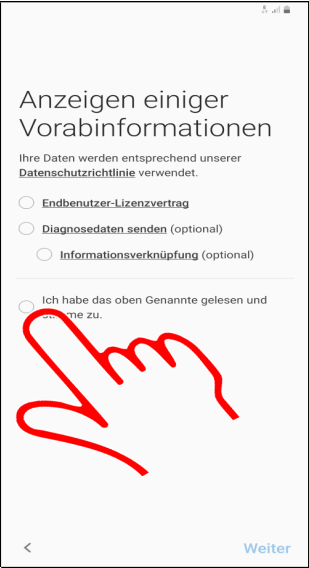 Anzeigen einiger
Vorabinformationen
Ihre Daten werden entsprechend unserer
Datenschutzrichtlinie verwendet.
Endbenutzer-Lizenzvertrag
Diagnosedaten senden (optional)
Informationsverknüpfung (optional)
Ich habe das oben Genannte gelesen und
stimme zu.
Weiter